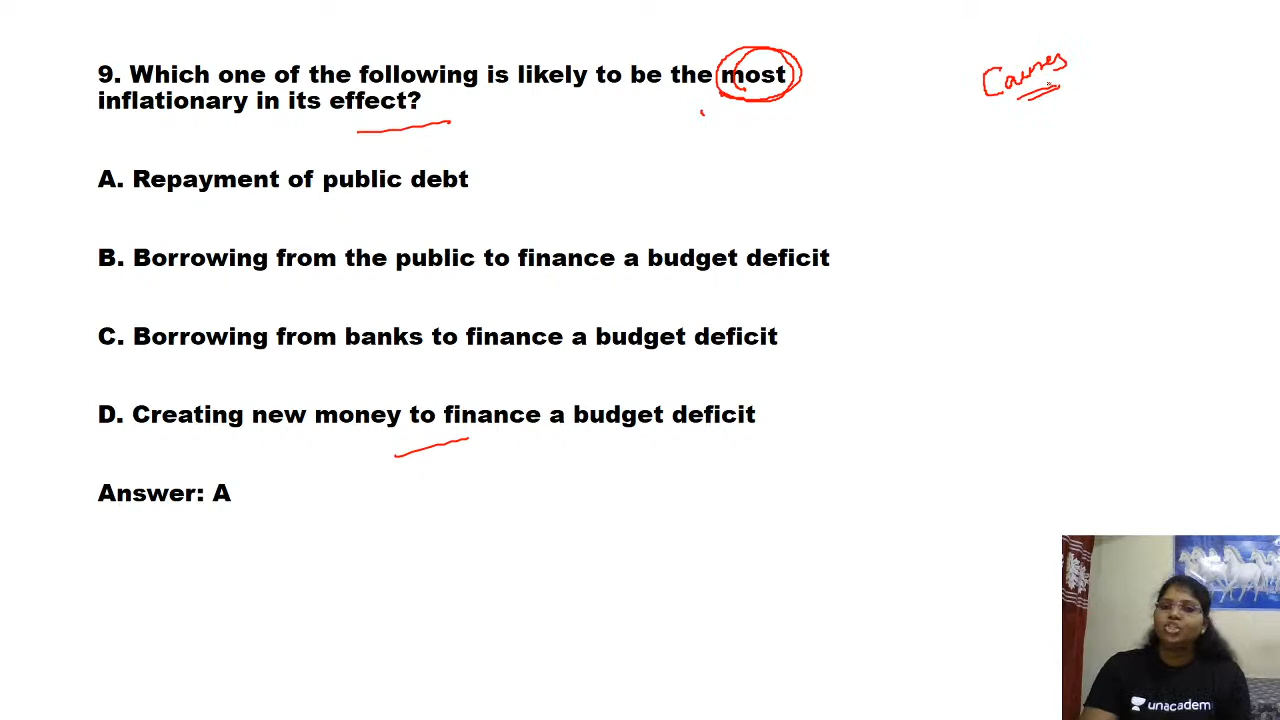 9. Which one of the following is likely to be the most
inflationary in its effect?
Causes
A. Repayment of public debt
B. Borrowing from the public to finance a budget deficit
C. Borrowing from banks to finance a budget deficit
D. Creating new money to finance a budget deficit
Answer: A
unacadem